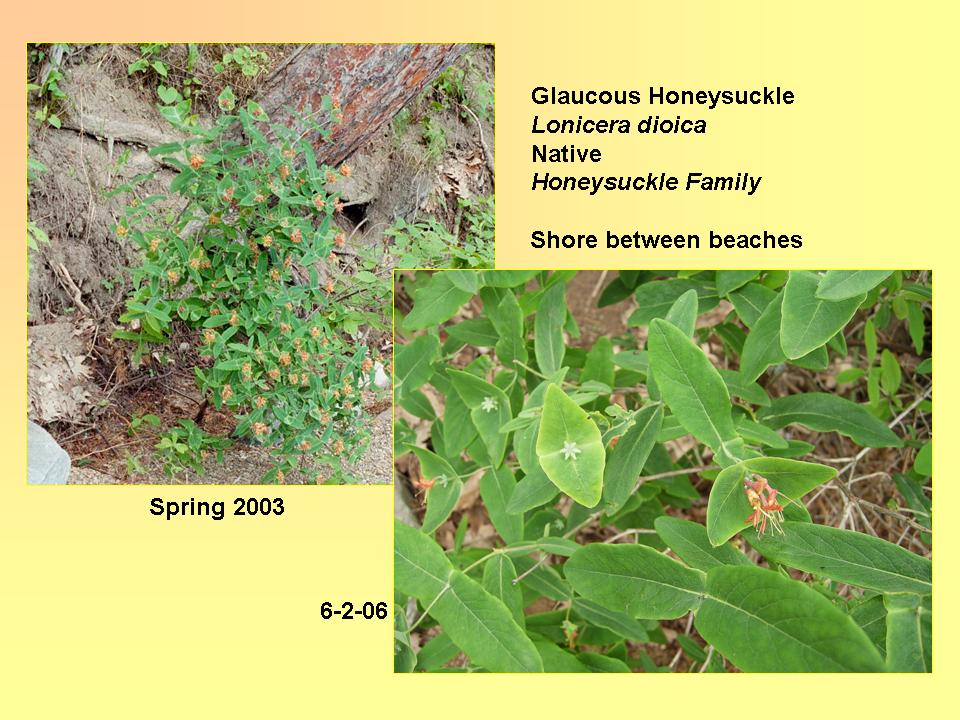 Glaucous Honeysuckle
Lonicera dioica
Native
Honeysuckle Family
Shore between beaches
Spring 2003
6-2-06